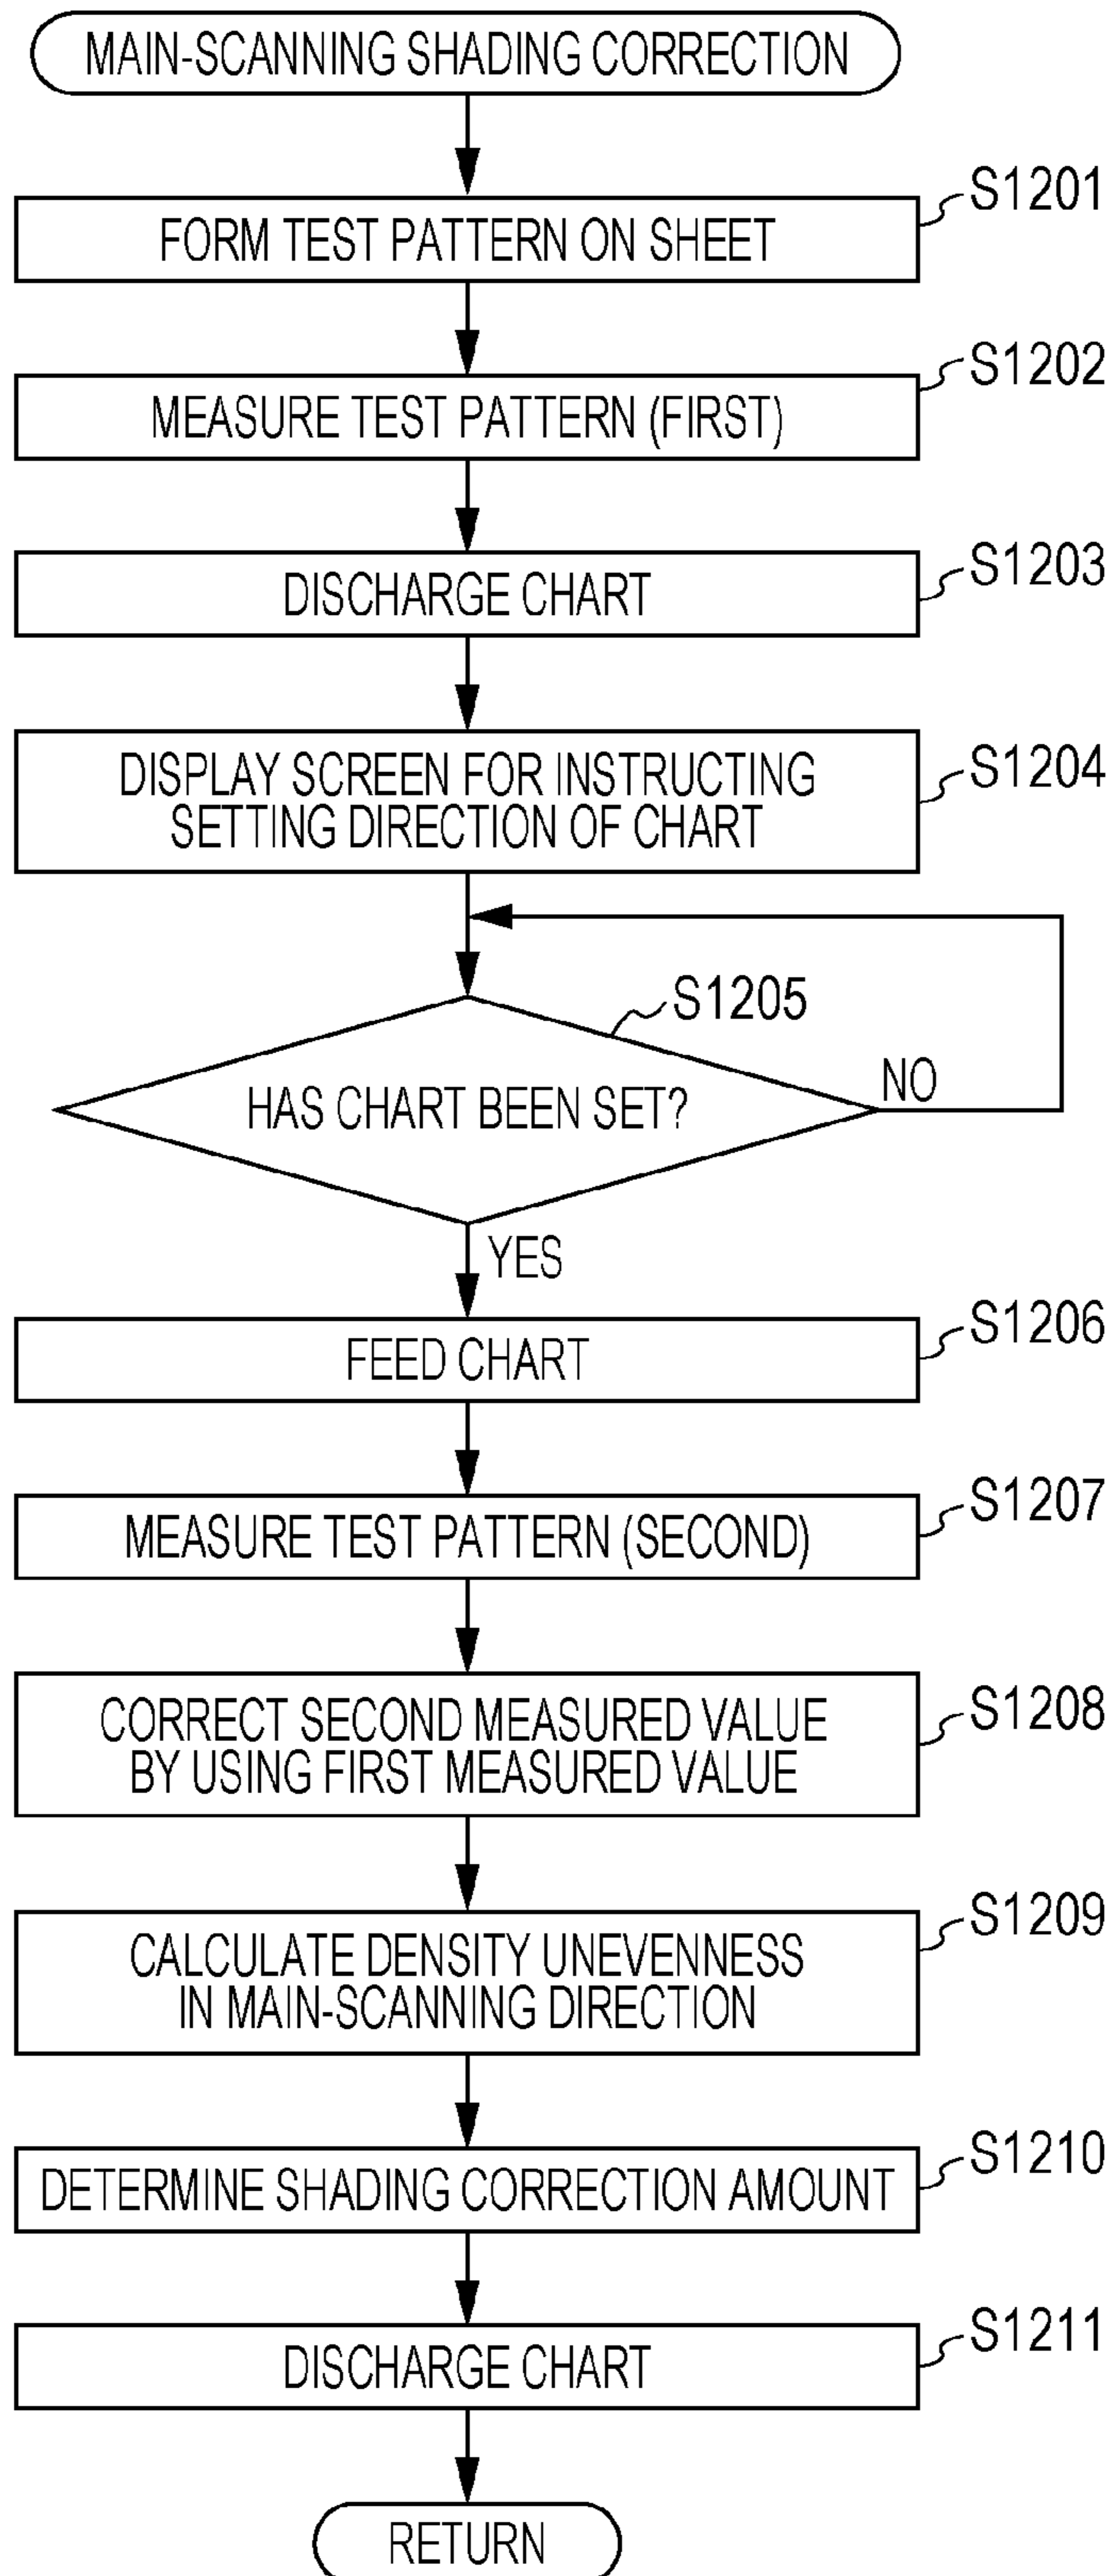 MAIN-SCANNING SHADING CORRECTION
S1201
FORM TEST PATTERN ON SHEET
S1202
MEASURE TEST PATTERN (FIRST)
S1203
DISCHARGE CHART
S1204
DISPLAY SCREEN FOR INSTRUCTING
SETTING DIRECTION OF CHART
S1205
HAS CHART BEEN SET?
NO
YES
S1206
FEED CHART
S1207
MEASURE TEST PATTERN (SECOND)
S1208
CORRECT SECOND MEASURED VALUE
BY USING FIRST MEASURED VALUE
S1209
CALCULATE DENSITY UNEVENNESS
IN MAIN-SCANNING DIRECTION
S1210
DETERMINE SHADING CORRECTION AMOUNT
S1211
DISCHARGE CHART
RETURN